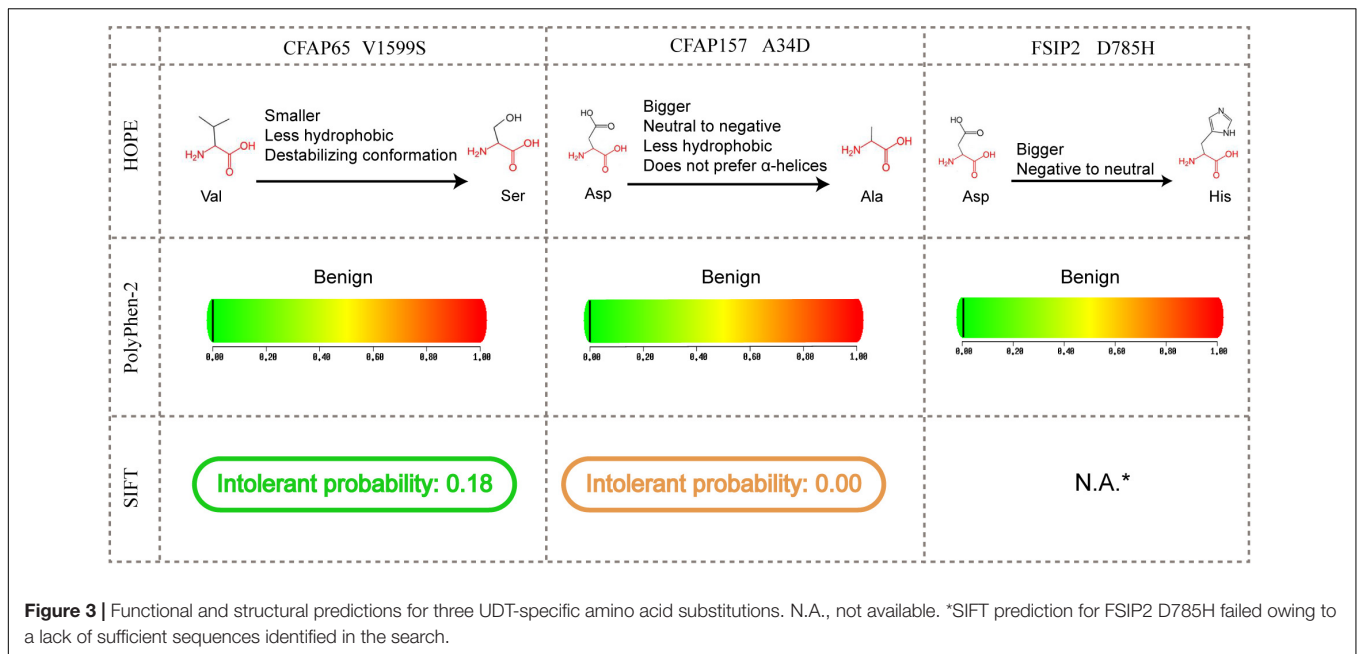 CFAP65 V1599S
CFAP157 A34D
FSIP2 D785H
HOPE
Smaller
Less hydrophobic
Destabilizing conformation
H₂N
OH
O
Val
OH
H₂N
OH
O
Ser
Bigger
Neutral to negative
Less hydrophobic
Does not prefer α-helices
HO
O
H₂N
OH
O
Asp
H₂N
OH
O
Ala
Bigger
Negative to neutral
HO
O
H₂N
OH
O
Asp
N
NH
H₂N
OH
O
His
PolyPhen-2
Benign
0.00 0.20 0.40 0.60 0.80 1.00
Benign
0.00 0.20 0.40 0.60 0.80 1.00
Benign
0.00 0.20 0.40 0.60 0.80 1.00
SIFT
Intolerant probability: 0.18
Intolerant probability: 0.00
N.A.*
Figure 3 | Functional and structural predictions for three UDT-specific amino acid substitutions. N.A., not available. *SIFT prediction for FSIP2 D785H failed owing to
a lack of sufficient sequences identified in the search.